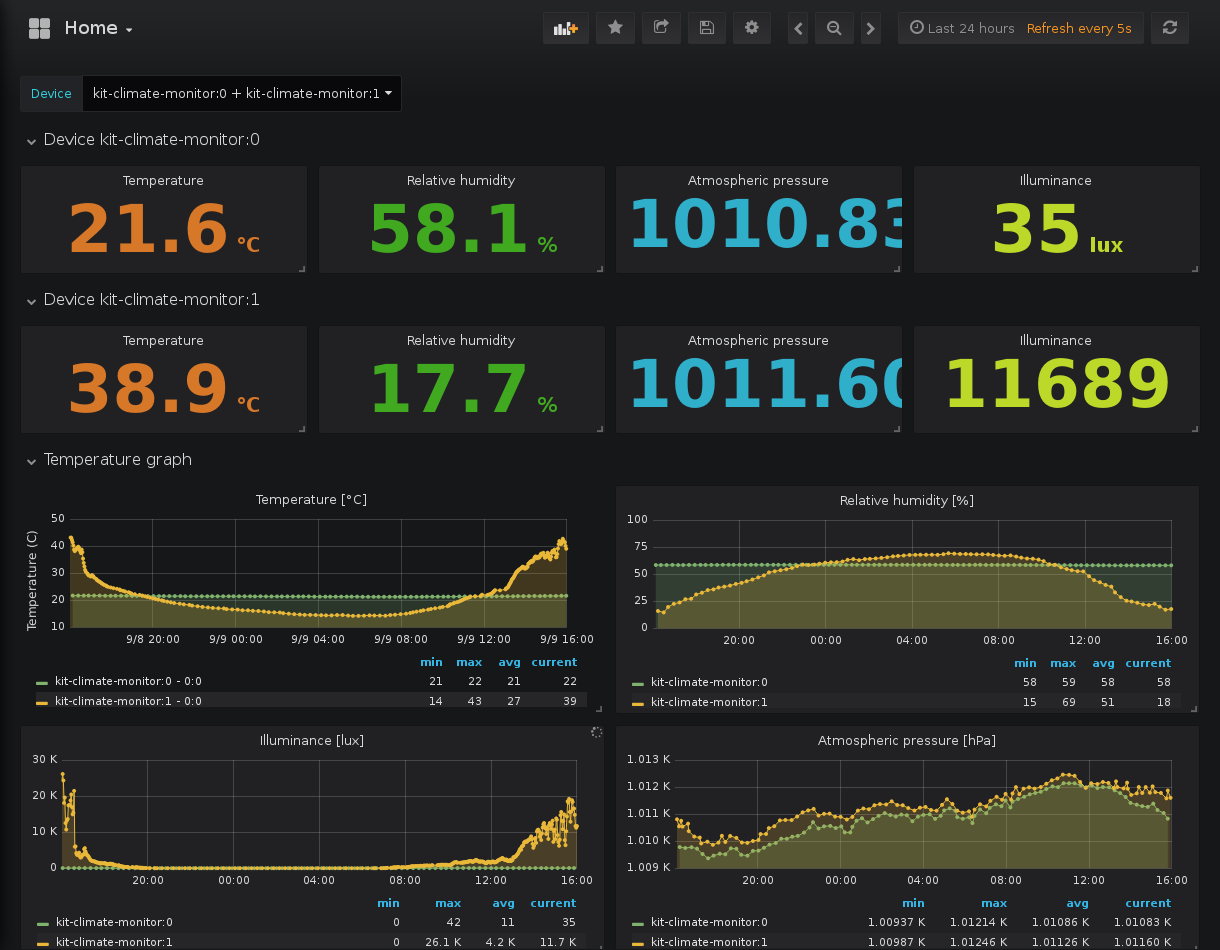 Home
Last 24 hours Refresh every 5s
Device kit-climate-monitor:0 + kit-climate-monitor:1
Device kit-climate-monitor:0
Temperature Relative humidity Atmospheric pressure Illuminance
21.6 °C 58.1 % 1010.83 35 lux
Device kit-climate-monitor:1
Temperature Relative humidity Atmospheric pressure Illuminance
38.9 °C 17.7 % 1011.60 11689
Temperature graph
Temperature [°C]
Temperature (C)
50
40
30
20
10
9/8 20:00 9/9 00:00 9/9 04:00 9/9 08:00 9/9 12:00 9/9 16:00
min max avg current
kit-climate-monitor:0 - 0:0 21 22 21 22
kit-climate-monitor:1 - 0:0 14 43 27 39
Relative humidity [%]
100
75
50
25
0
20:00 00:00 04:00 08:00 12:00 16:00
min max avg current
kit-climate-monitor:0 58 59 58 58
kit-climate-monitor:1 15 69 51 18
Illuminance [lux]
30 K
20 K
10 K
0
20:00 00:00 04:00 08:00 12:00 16:00
min max avg current
kit-climate-monitor:0 0 42 11 35
kit-climate-monitor:1 0 26.1 K 4.2 K 11.7 K
Atmospheric pressure [hPa]
1.013 K
1.012 K
1.011 K
1.010 K
1.009 K
20:00 00:00 04:00 08:00 12:00 16:00
min max avg current
kit-climate-monitor:0 1.00937 K 1.01214 K 1.01086 K 1.01083 K
kit-climate-monitor:1 1.00987 K 1.01246 K 1.01126 K 1.01160 K